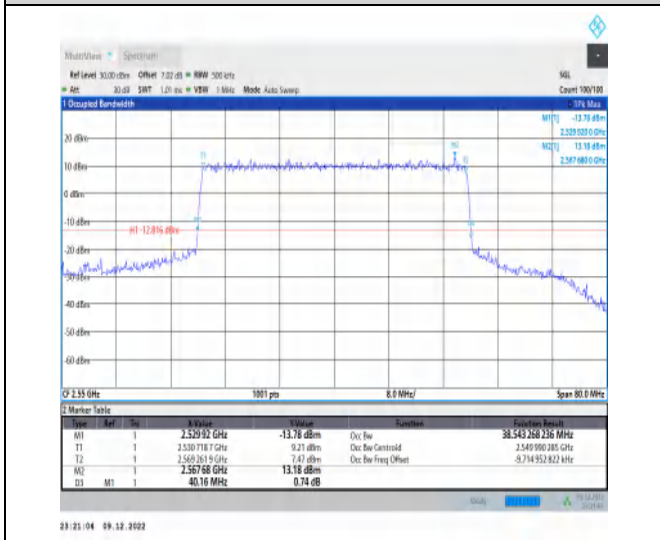 MultiView Spectrum
Ref Level 30.00 dBm Offset 7.02 dB RBW 500 kHz SGL
Att 30 dB SWT 1.01 ms VBW 1 MHz Mode Auto Sweep Count 100/100
1 Occupied Bandwidth 1Pk Max
M1[1] -13.78 dBm
2.529 920 0 GHz
M2[1] 13.18 dBm
2.567 680 0 GHz
20 dBm
T1 M2 T2
10 dBm
0 dBm
-10 dBm
H1 -12.816 dBm
-20 dBm
-30 dBm
-40 dBm
-50 dBm
-60 dBm
CF 2.55 GHz 1001 pts 8.0 MHz/ Span 80.0 MHz
2 Marker Table
Type Ref Trc X-Value Y-Value Function Function Result
M1 1 2.52992 GHz -13.78 dBm Occ Bw 38.543 268 236 MHz
T1 1 2.530 718 7 GHz 9.21 dBm Occ Bw Centroid 2.549 990 285 GHz
T2 1 2.569 261 9 GHz 7.47 dBm Occ Bw Freq Offset -9.714 952 822 kHz
M2 1 2.56768 GHz 13.18 dBm
D3 M1 1 40.16 MHz 0.74 dB
23:21:04 09.12.2022